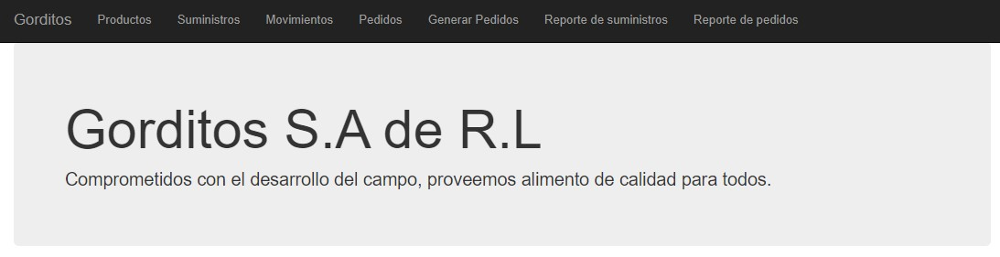 Gorditos Productos Suministros Movimientos Pedidos Generar Pedidos Reporte de suministros Reporte de pedidos
Gorditos S.A de R.L
Comprometidos con el desarrollo del campo, proveemos alimento de calidad para todos.